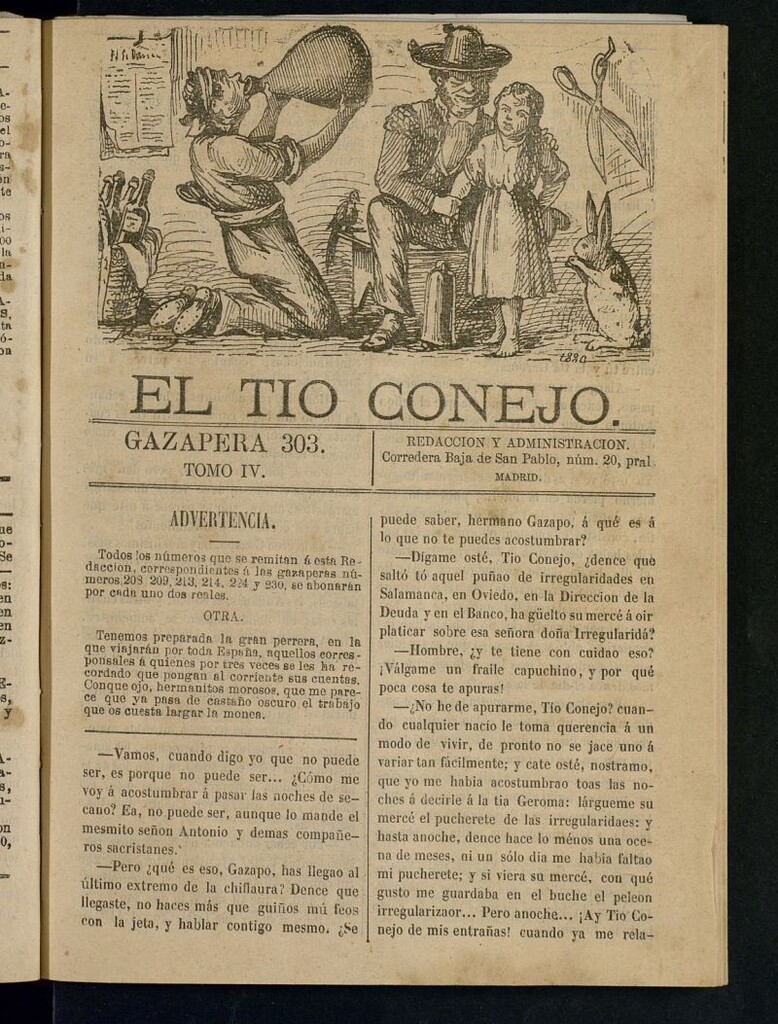 EL TIO CONEJO.
GAZAPERA 303.
TOMO IV.
REDACCION Y ADMINISTRACION.
Corredera Baja de San Pablo, núm. 20, pral.
MADRID.
ADVERTENCIA.
Todos los números que se remitan á esta Re-
daccion, correspondientes á las gazaperas nú-
meros, 208, 209, 213, 214, 224 y 230, se abonarán
por cada uno dos reales.
OTRA.
Tenemos preparada la gran perrera, en la
que viajarán por toda España, aquellos corres-
ponsales á quienes por tres veces se les ha re-
cordado que pongan al corriente sus cuentas.
Conque ojo, hermanitos morosos, que me pare-
ce que ya pasa de castaño oscuro el trabajo
que os cuesta largar la monea.
—Vamos, cuando digo yo que no puede
ser, es porque no puede ser... ¿Cómo me
voy á acostumbrar á pasar las noches de se-
cano? Ea, no puede ser, aunque lo mande el
mesmito señon Antonio y demas compañe-
ros sacristanes.
—Pero ¿qué es eso, Gazapo, has llegao al
último extremo de la chiflaura? Dence que
llegaste, no haces más que guiños mú feos
con la jeta, y hablar contigo mesmo. ¿Se
puede saber, hermano Gazapo, á qué es á
lo que no te puedes acostumbrar?
—Dígame osté, Tio Conejo, ¿dence que
saltó tó aquel puñao de irregularidades en
Salamanca, en Oviedo, en la Direccion de la
Deuda y en el Banco, ha güelto su mercé á oir
platicar sobre esa señora doña Irregularidá?
—Hombre, ¿y te tiene con cuidao eso?
¡Válgame un fraile capuchino, y por qué
poca cosa te apuras!
—¿No he de apurarme, Tio Conejo? cuan-
do cualquier nacío le toma querencia á un
modo de vivir, de pronto no se jace uno á
variar tan fácilmente; y cate osté, nostramo,
que yo me habia acostumbrao toas las no-
ches á decirle á la tia Geroma: lárgueme su
mercé el pucherete de las irregularidaes: y
hasta anoche, dence hace lo ménos una oce-
na de meses, ni un sólo dia me habia faltao
mi pucherete; y si viera su mercé, con qué
gusto me guardaba en el buche el peleon
irregularizaor... Pero anoche... ¡Ay Tio Co-
nejo de mis entrañas! cuando ya me rela-